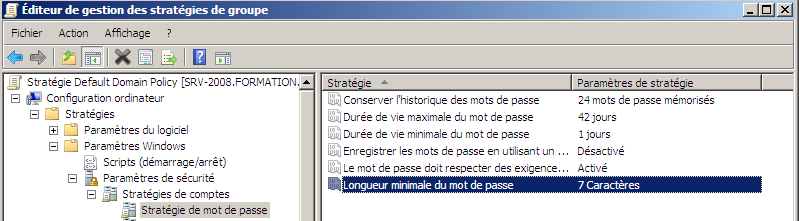 Éditeur de gestion des stratégies de groupe
Fichier Action Affichage ?
Stratégie Default Domain Policy [SRV-2008.FORMATION.
Configuration ordinateur
Stratégies
Paramètres du logiciel
Paramètres Windows
Scripts (démarrage/arrêt)
Paramètres de sécurité
Stratégies de comptes
Stratégie de mot de passe
Stratégie Paramètres de stratégie
Conserver l'historique des mots de passe 24 mots de passe mémorisés
Durée de vie maximale du mot de passe 42 jours
Durée de vie minimale du mot de passe 1 jours
Enregistrer les mots de passe en utilisant un ... Désactivé
Le mot de passe doit respecter des exigence... Activé
Longueur minimale du mot de passe 7 Caractères